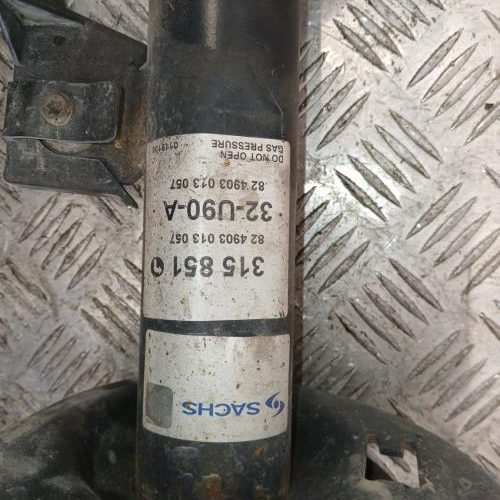 SACHS
315 851
82 4903 013 057
32-U90-A
82 4903 013 057
DO NOT OPEN
GAS PRESSURE